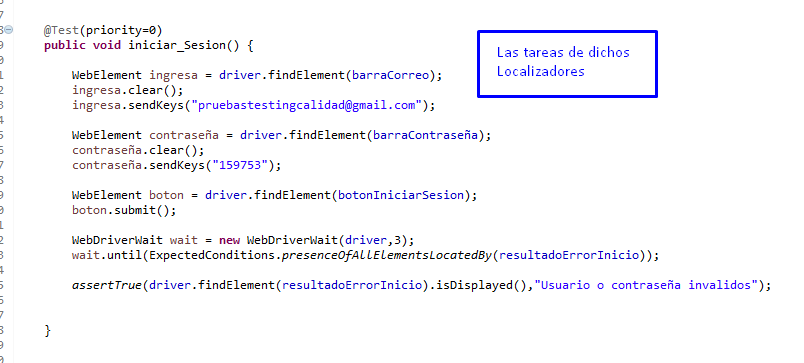 @Test(priority=0)
public void iniciar_Sesion() {
Las tareas de dichos
Localizadores
WebElement ingresa = driver.findElement(barraCorreo);
ingresa.clear();
ingresa.sendKeys("pruebastestingcalidad@gmail.com");
WebElement contraseña = driver.findElement(barraContraseña);
contraseña.clear();
contraseña.sendKeys("159753");
WebElement boton = driver.findElement(botonIniciarSesion);
boton.submit();
WebDriverWait wait = new WebDriverWait(driver,3);
wait.until(ExpectedConditions.presenceOfAllElementsLocatedBy(resultadoErrorInicio));
assertTrue(driver.findElement(resultadoErrorInicio).isDisplayed(),"Usuario o contraseña invalidos");
}